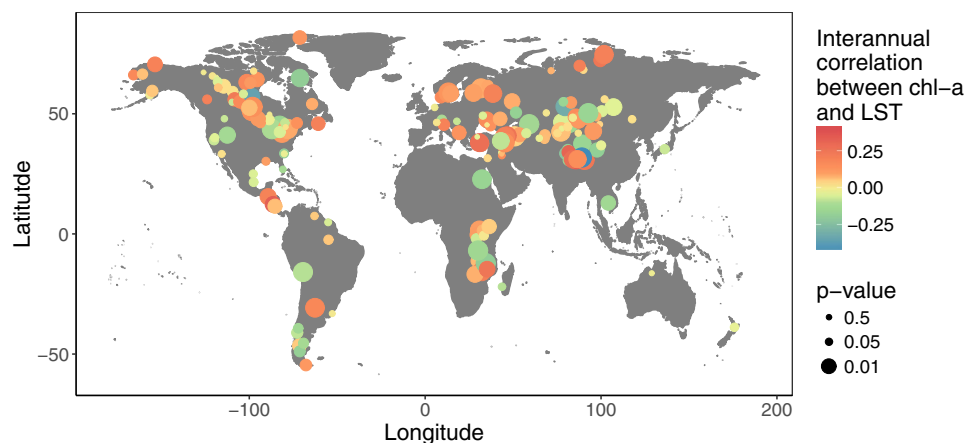 Latitutde
50
0
−50
−100
0
100
200
Longitude
Interannual
correlation
between chl−a
and LST
0.25
0.00
−0.25
p−value
0.5
0.05
0.01